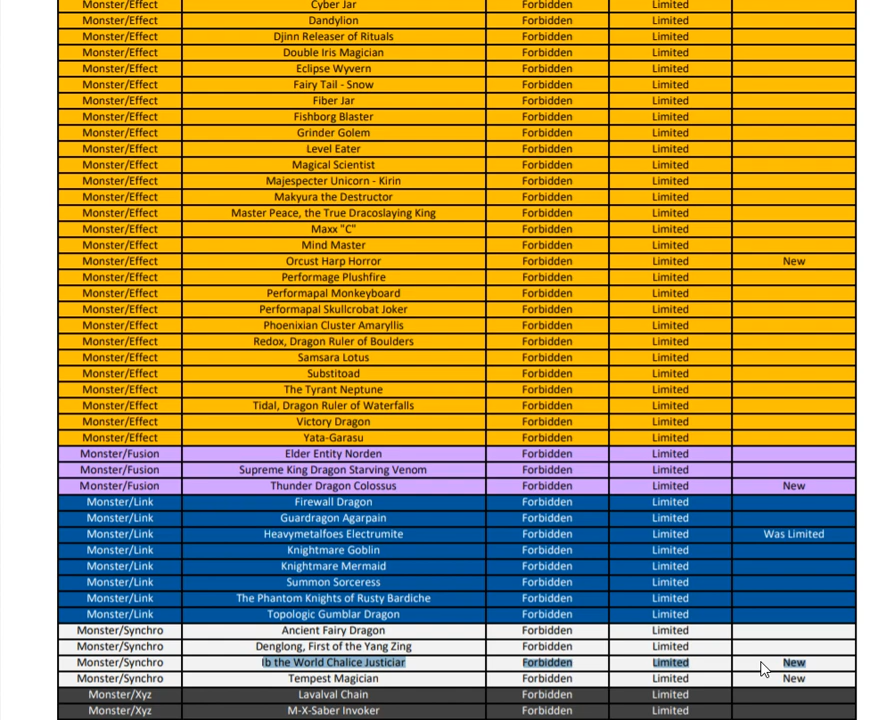 Monster/Effect Cyber Jar Forbidden Limited
Monster/Effect Dandylion Forbidden Limited
Monster/Effect Djinn Releaser of Rituals Forbidden Limited
Monster/Effect Double Iris Magician Forbidden Limited
Monster/Effect Eclipse Wyvern Forbidden Limited
Monster/Effect Fairy Tail - Snow Forbidden Limited
Monster/Effect Fiber Jar Forbidden Limited
Monster/Effect Fishborg Blaster Forbidden Limited
Monster/Effect Grinder Golem Forbidden Limited
Monster/Effect Level Eater Forbidden Limited
Monster/Effect Magical Scientist Forbidden Limited
Monster/Effect Majespecter Unicorn - Kirin Forbidden Limited
Monster/Effect Makyura the Destructor Forbidden Limited
Monster/Effect Master Peace, the True Dracoslaying King Forbidden Limited
Monster/Effect Maxx "C" Forbidden Limited
Monster/Effect Mind Master Forbidden Limited
Monster/Effect Orcust Harp Horror Forbidden Limited New
Monster/Effect Performage Plushfire Forbidden Limited
Monster/Effect Performapal Monkeyboard Forbidden Limited
Monster/Effect Performapal Skullcrobat Joker Forbidden Limited
Monster/Effect Phoenixian Cluster Amaryllis Forbidden Limited
Monster/Effect Redox, Dragon Ruler of Boulders Forbidden Limited
Monster/Effect Samsara Lotus Forbidden Limited
Monster/Effect Substitoad Forbidden Limited
Monster/Effect The Tyrant Neptune Forbidden Limited
Monster/Effect Tidal, Dragon Ruler of Waterfalls Forbidden Limited
Monster/Effect Victory Dragon Forbidden Limited
Monster/Effect Yata-Garasu Forbidden Limited
Monster/Fusion Elder Entity Norden Forbidden Limited
Monster/Fusion Supreme King Dragon Starving Venom Forbidden Limited
Monster/Fusion Thunder Dragon Colossus Forbidden Limited New
Monster/Link Firewall Dragon Forbidden Limited
Monster/Link Guardragon Agarpain Forbidden Limited
Monster/Link Heavymetalfoes Electrumite Forbidden Limited Was Limited
Monster/Link Knightmare Goblin Forbidden Limited
Monster/Link Knightmare Mermaid Forbidden Limited
Monster/Link Summon Sorceress Forbidden Limited
Monster/Link The Phantom Knights of Rusty Bardiche Forbidden Limited
Monster/Link Topologic Gumblar Dragon Forbidden Limited
Monster/Synchro Ancient Fairy Dragon Forbidden Limited
Monster/Synchro Denglong, First of the Yang Zing Forbidden Limited
Monster/Synchro Ib the World Chalice Justiciar Forbidden Limited New
Monster/Synchro Tempest Magician Forbidden Limited New
Monster/Xyz Lavalval Chain Forbidden Limited
Monster/Xyz M-X-Saber Invoker Forbidden Limited